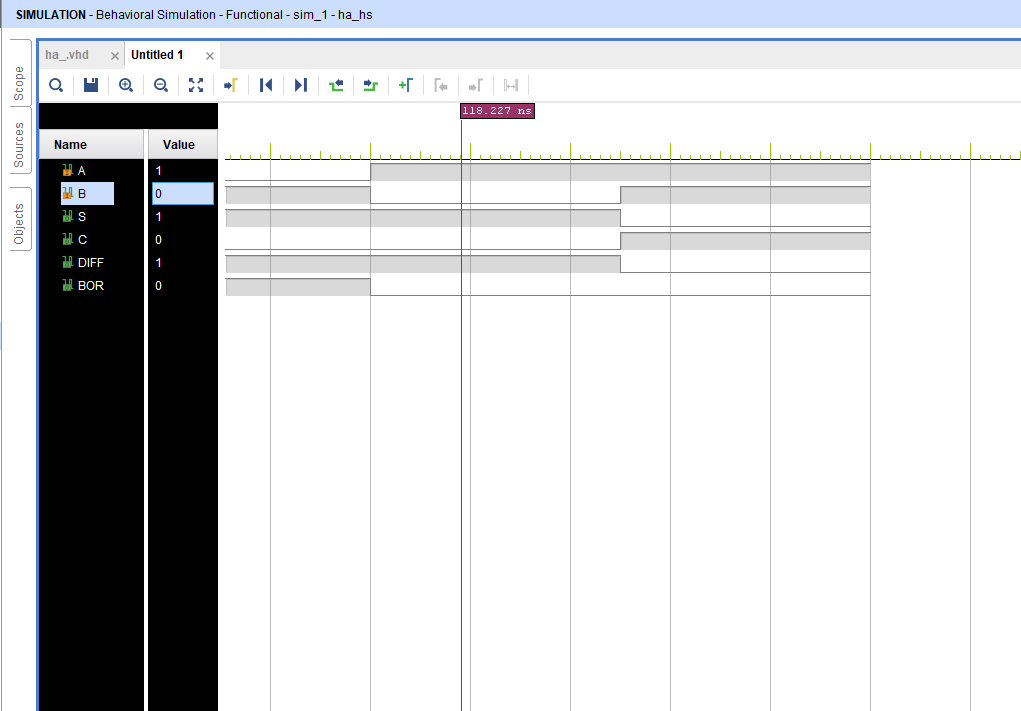 SIMULATION - Behavioral Simulation - Functional - sim_1 - ha_hs
Scope
Sources
Objects
ha_.vhd
Untitled 1
118.227 ns
Name Value
A 1
B 0
S 1
C 0
DIFF 1
BOR 0